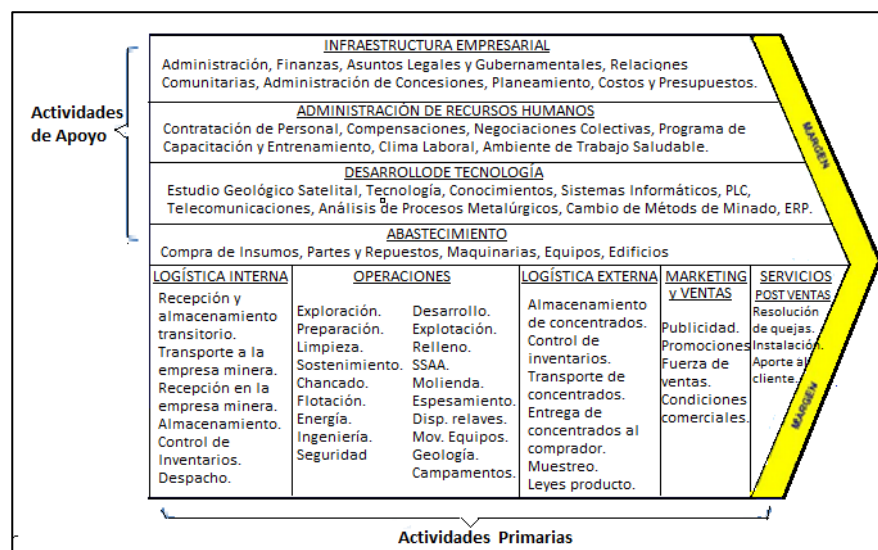 INFRAESTRUCTURA EMPRESARIAL
Administración, Finanzas, Asuntos Legales y Gubernamentales, Relaciones
Comunitarias, Administración de Concesiones, Planeamiento, Costos y Presupuestos.
Actividades
de Apoyo
ADMINISTRACIÓN DE RECURSOS HUMANOS
Contratación de Personal, Compensaciones, Negociaciones Colectivas, Programa de
Capacitación y Entrenamiento, Clima Laboral, Ambiente de Trabajo Saludable.
DESARROLLODE TECNOLOGÍA
Estudio Geológico Satelital, Tecnología, Conocimientos, Sistemas Informáticos, PLC,
Telecomunicaciones, Análisis de Procesos Metalúrgicos, Cambio de Métods de Minado, ERP.
ABASTECIMIENTO
Compra de Insumos, Partes y Repuestos, Maquinarias, Equipos, Edificios
MARGEN
LOGÍSTICA INTERNA
Recepción y
almacenamiento
transitorio.
Transporte a la
empresa minera.
Recepción en la
empresa minera.
Almacenamiento.
Control de
Inventarios.
Despacho.
OPERACIONES
Exploración.
Preparación.
Limpieza.
Sostenimiento.
Chancado.
Flotación.
Energía.
Ingeniería.
Seguridad
Desarrollo.
Explotación.
Relleno.
SSAA.
Molienda.
Espesamiento.
Disp. relaves.
Mov. Equipos.
Geología.
Campamentos.
LOGÍSTICA EXTERNA
Almacenamiento
de concentrados.
Control de
inventarios.
Transporte de
concentrados.
Entrega de
concentrados al
comprador.
Muestreo.
Leyes producto.
MARKETING
y VENTAS
Publicidad.
Promociones
Fuerza de
ventas.
Condiciones
comerciales.
SERVICIOS
POST VENTAS
Resolución
de quejas.
Instalación.
Aporte al
cliente.
MARGEN
Actividades Primarias